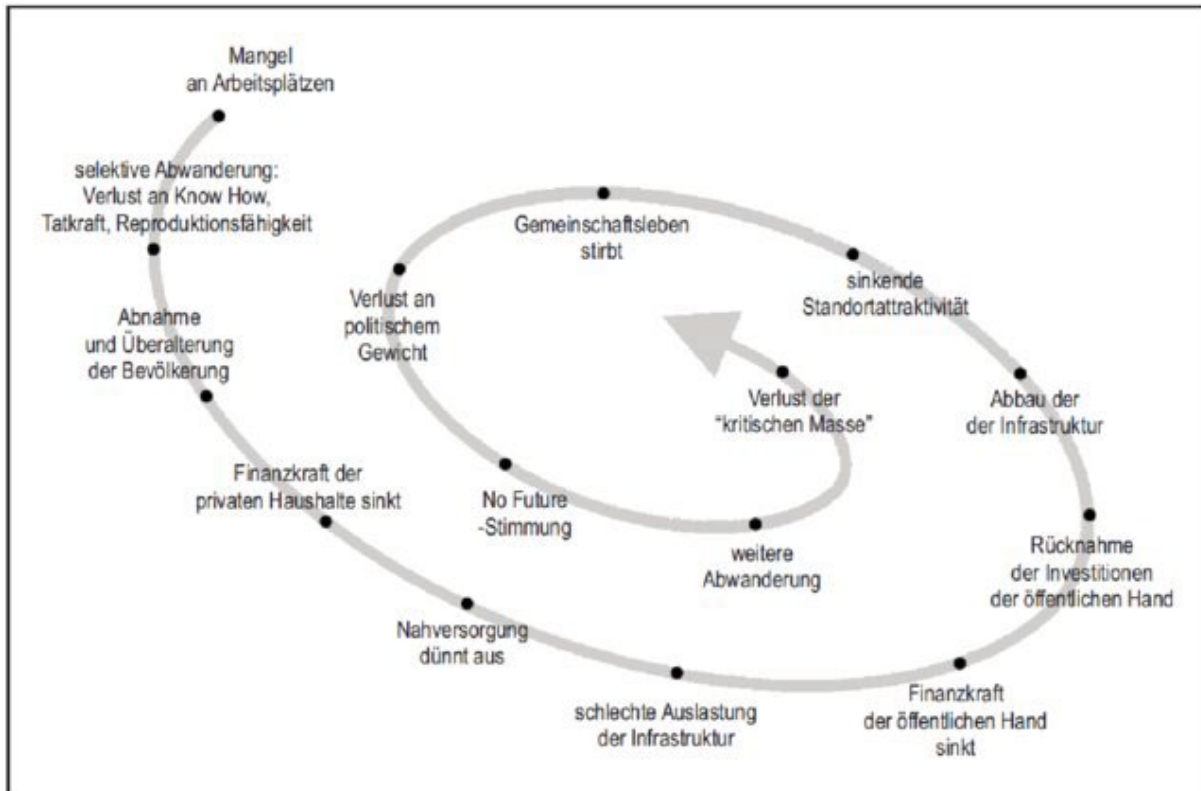 Mangel
an Arbeitsplätzen
selektive Abwanderung:
Verlust an Know How,
Tatkraft, Reproduktionsfähigkeit
Abnahme
und Überalterung
der Bevölkerung
Finanzkraft der
privaten Haushalte sinkt
Nahversorgung
dünnt aus
schlechte Auslastung
der Infrastruktur
Finanzkraft
der öffentlichen Hand
sinkt
Rücknahme
der Investitionen
der öffentlichen Hand
Abbau der
der Infrastruktur
sinkende
Standortattraktivität
Gemeinschaftsleben
stirbt
Verlust an
politischem
Gewicht
No Future
-Stimmung
weitere
Abwanderung
Verlust der
"kritischen Masse"